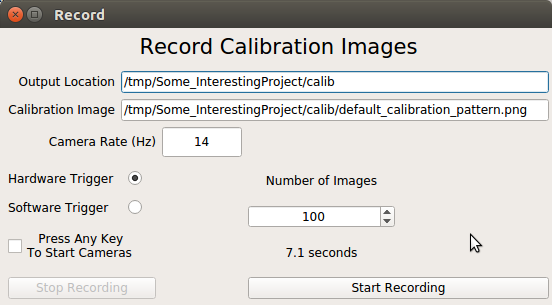 Record
Record Calibration Images
Output Location /tmp/Some_InterestingProject/calib
Calibration Image /tmp/Some_InterestingProject/calib/default_calibration_pattern.png
Camera Rate (Hz) 14
Hardware Trigger
Number of Images
Software Trigger
100
Press Any Key
To Start Cameras
7.1 seconds
Stop Recording
Start Recording